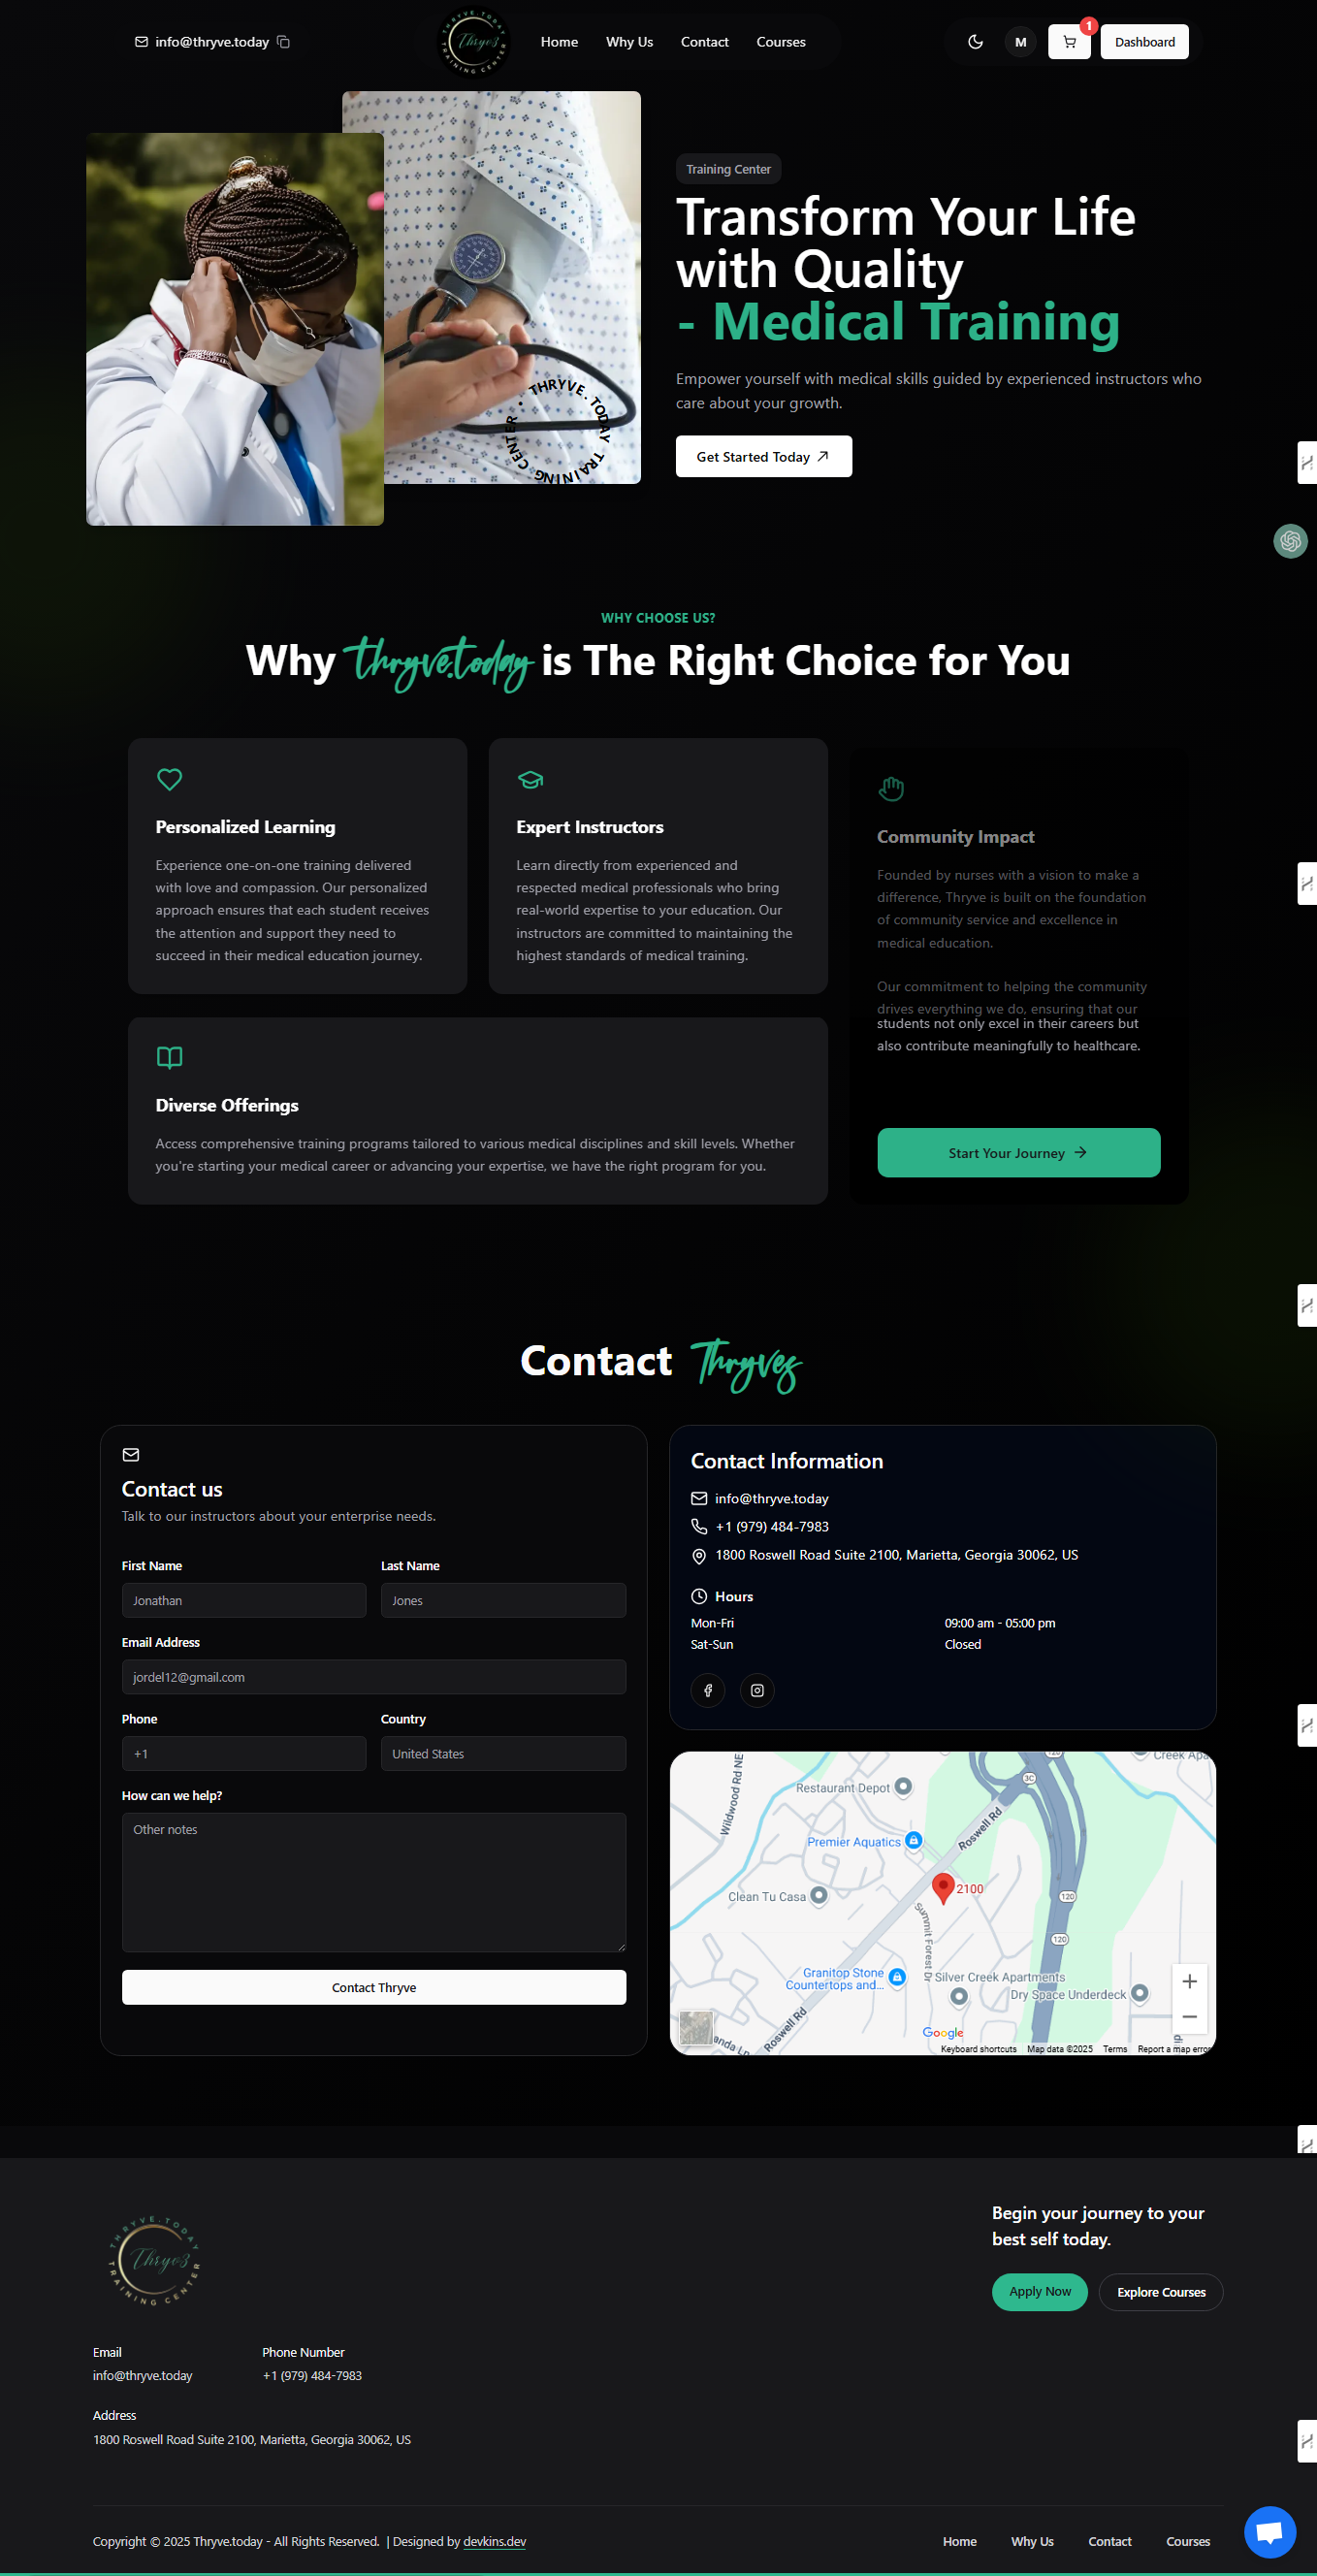 info@thryve.today
THRYVE.TODAY
Thryv3
TRAINING CENTER
Home
Why Us
Contact
Courses
M
1
Dashboard
Training Center
Transform Your Life
with Quality
- Medical Training
Empower yourself with medical skills guided by experienced instructors who
care about your growth.
Get Started Today
• THRYVE.TODAY TRAINING CENTER
WHY CHOOSE US?
Why thryve.today is The Right Choice for You
Personalized Learning
Experience one-on-one training delivered
with love and compassion. Our personalized
approach ensures that each student receives
the attention and support they need to
succeed in their medical education journey.
Expert Instructors
Learn directly from experienced and
respected medical professionals who bring
real-world expertise to your education. Our
instructors are committed to maintaining the
highest standards of medical training.
Community Impact
Founded by nurses with a vision to make a
difference, Thryve is built on the foundation
of community service and excellence in
medical education.
Our commitment to helping the community
drives everything we do, ensuring that our
students not only excel in their careers but
also contribute meaningfully to healthcare.
Start Your Journey
Diverse Offerings
Access comprehensive training programs tailored to various medical disciplines and skill levels. Whether
you're starting your medical career or advancing your expertise, we have the right program for you.
Contact Thryves
Contact us
Talk to our instructors about your enterprise needs.
First Name
Last Name
Jonathan
Jones
Email Address
jordel12@gmail.com
Phone
Country
+1
United States
How can we help?
Other notes
Contact Thryve
Contact Information
info@thryve.today
+1 (979) 484-7983
1800 Roswell Road Suite 2100, Marietta, Georgia 30062, US
Hours
Mon-Fri
09:00 am - 05:00 pm
Sat-Sun
Closed
Creek Apa
Wildwood Rd NE
Restaurant Depot
3C
Premier Aquatics
Roswell Rd
2100
Clean Tu Casa
120
Summit Forest Dr
120
Granitop Stone
Countertops and...
Silver Creek Apartments
Dry Space Underdeck
Roswell Rd
anda Ln
Google
Keyboard shortcuts
Map data ©2025
Terms
Report a map error
THRYVE.TODAY
Thryv3
TRAINING CENTER
Begin your journey to your
best self today.
Apply Now
Explore Courses
Email
Phone Number
info@thryve.today
+1 (979) 484-7983
Address
1800 Roswell Road Suite 2100, Marietta, Georgia 30062, US
Copyright © 2025 Thryve.today - All Rights Reserved. | Designed by devkins.dev
Home
Why Us
Contact
Courses